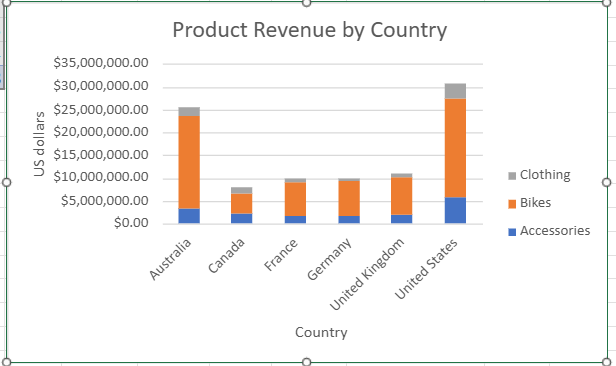 Product Revenue by Country
US dollars
$35,000,000.00
$30,000,000.00
$25,000,000.00
$20,000,000.00
$15,000,000.00
$10,000,000.00
$5,000,000.00
$0.00
Australia
Canada
France
Germany
United Kingdom
United States
Country
Clothing
Bikes
Accessories